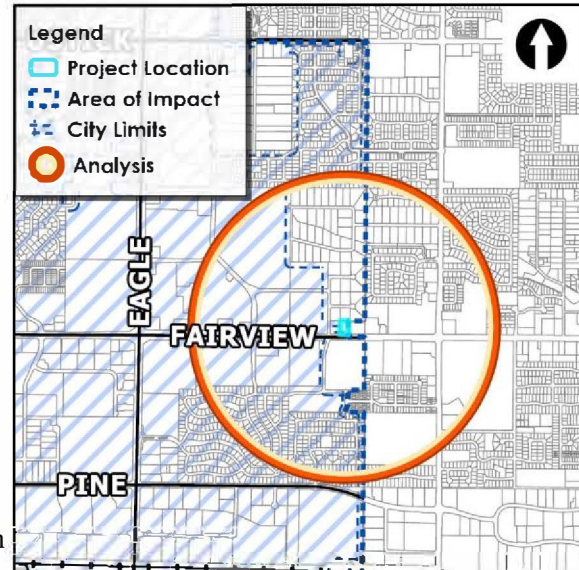 Legend
Project Location
Area of Impact
City Limits
Analysis
EAGLE
FAIRVIEW
PINE
n